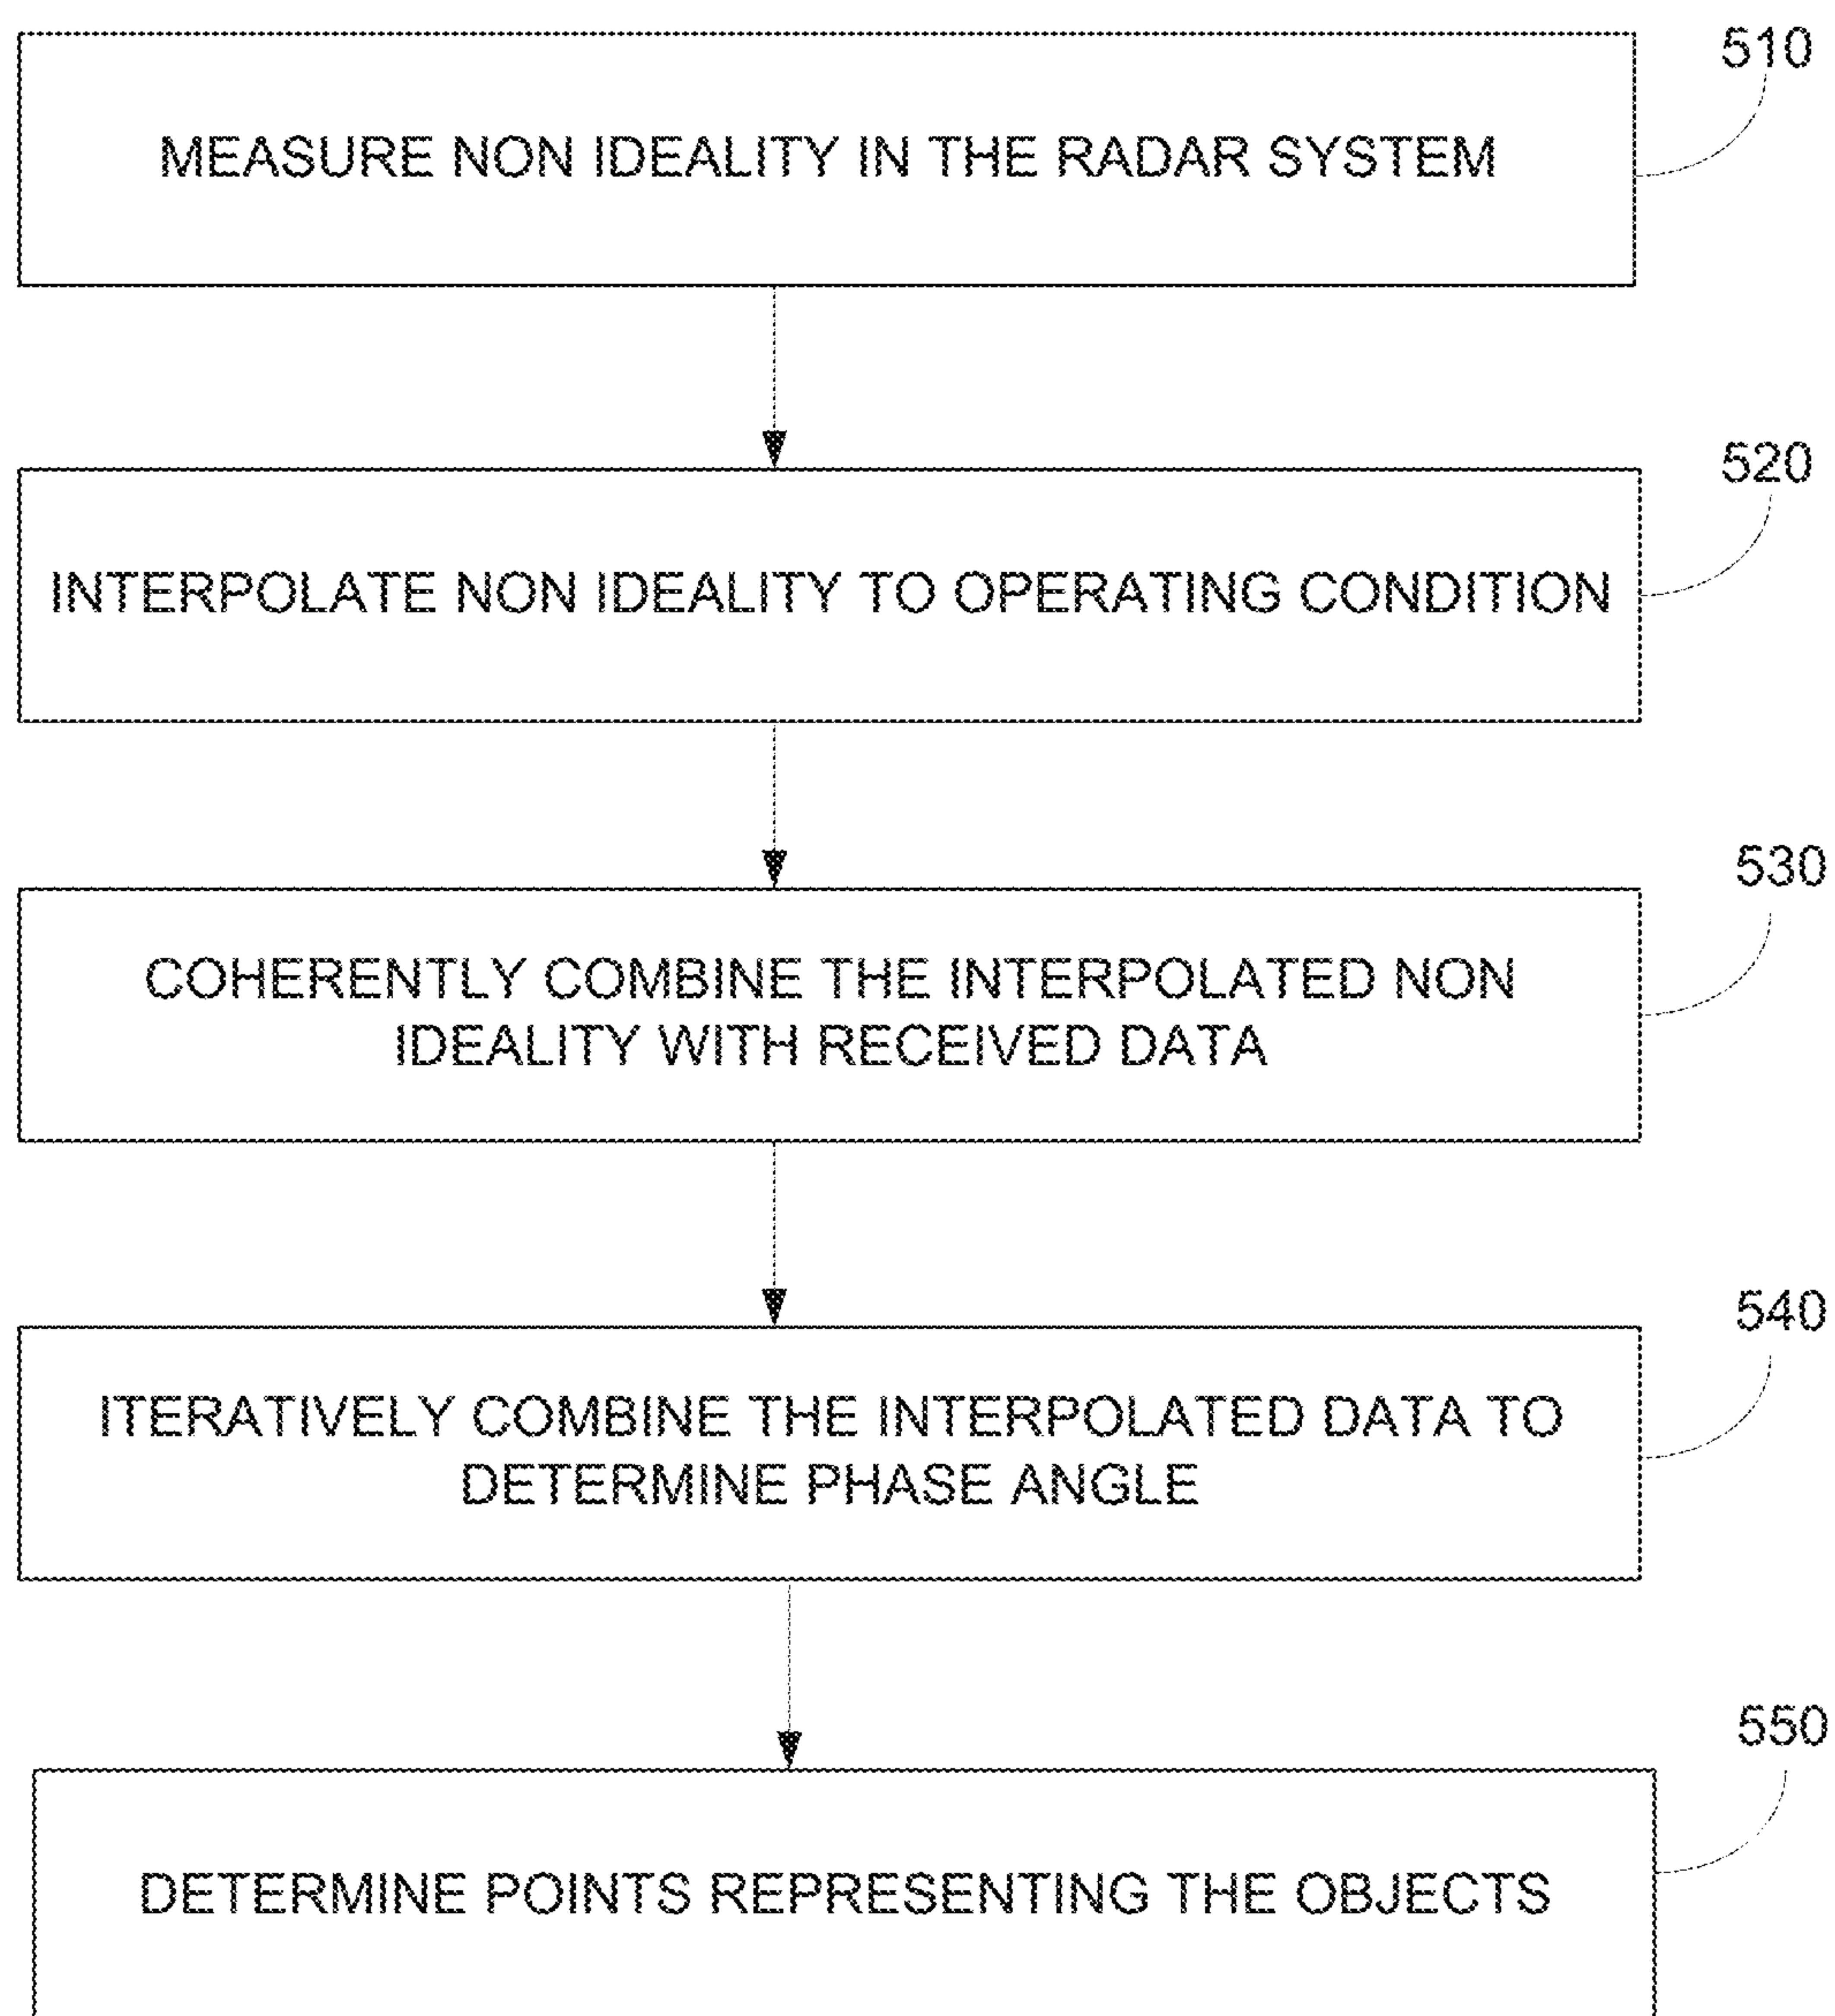 510
MEASURE NON IDEALITY IN THE RADAR SYSTEM
520
INTERPOLATE NON IDEALITY TO OPERATING CONDITION
530
COHERENTLY COMBINE THE INTERPOLATED NON
IDEALITY WITH RECEIVED DATA
540
ITERATIVELY COMBINE THE INTERPOLATED DATA TO
DETERMINE PHASE ANGLE
550
DETERMINE POINTS REPRESENTING THE OBJECTS